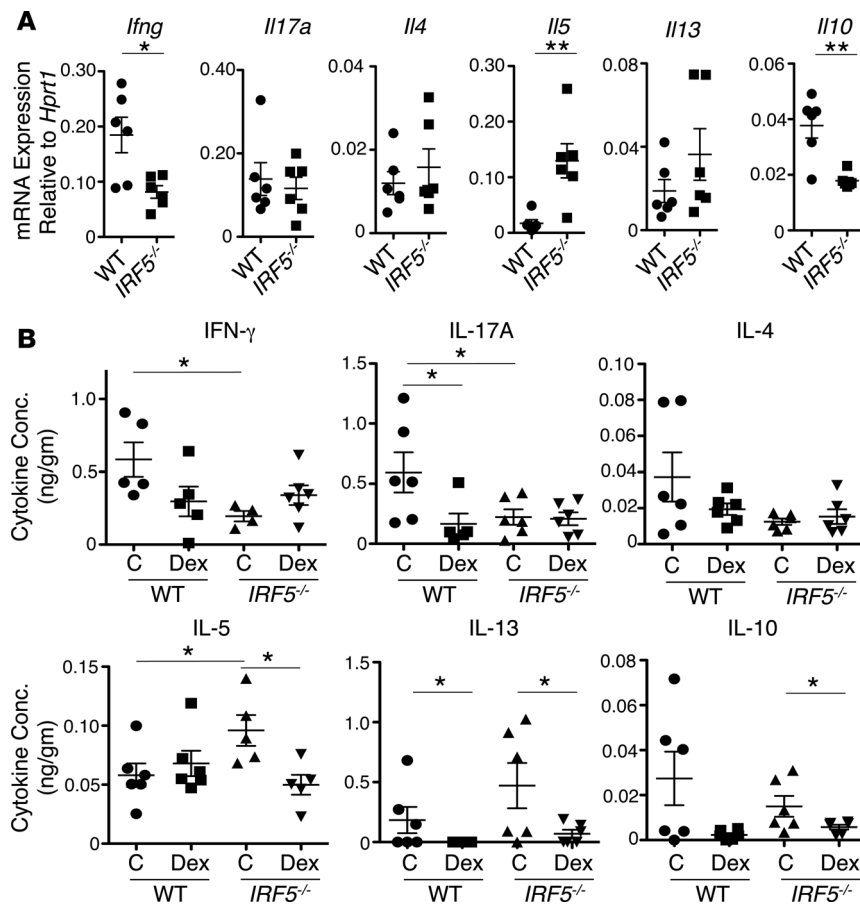 A
Ifng Il17a Il4 Il5 Il13 Il10
* ** **
mRNA Expression
Relative to Hprt1
0.30 0.20 0.10 0
0.40 0.20 0.10 0
0.04 0.02 0.01 0
0.30 0.20 0.10 0
0.08 0.04 0.02 0
0.06 0.04 0.02 0
WT IRF5-/- WT IRF5-/- WT IRF5-/- WT IRF5-/- WT IRF5-/- WT IRF5-/-
B
IFN-γ IL-17A IL-4
Cytokine Conc.
(ng/gm)
1.0 0.5 0
*
1.5 1.0 0.5 0
* *
0.10 0.08 0.06 0.04 0.02 0
C Dex C Dex C Dex C Dex C Dex C Dex
WT IRF5-/- WT IRF5-/- WT IRF5-/-
IL-5 IL-13 IL-10
Cytokine Conc.
(ng/gm)
0.15 0.10 0.05 0.00
* *
1.5 1.0 0.5 0
* *
0.08 0.06 0.04 0.02 0
*
C Dex C Dex C Dex C Dex C Dex C Dex
WT IRF5-/- WT IRF5-/- WT IRF5-/-